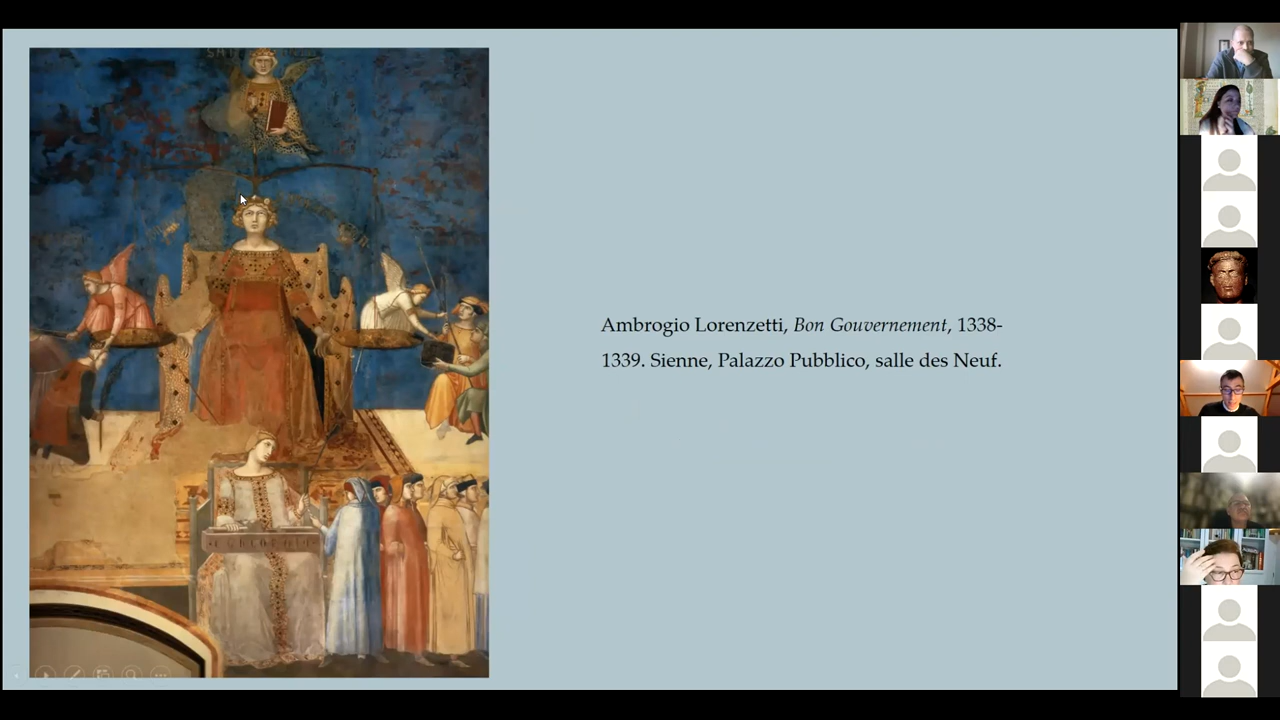 Ambrogio Lorenzetti, Bon Gouvernement, 1338-
1339. Sienne, Palazzo Pubblico, salle des Neuf.